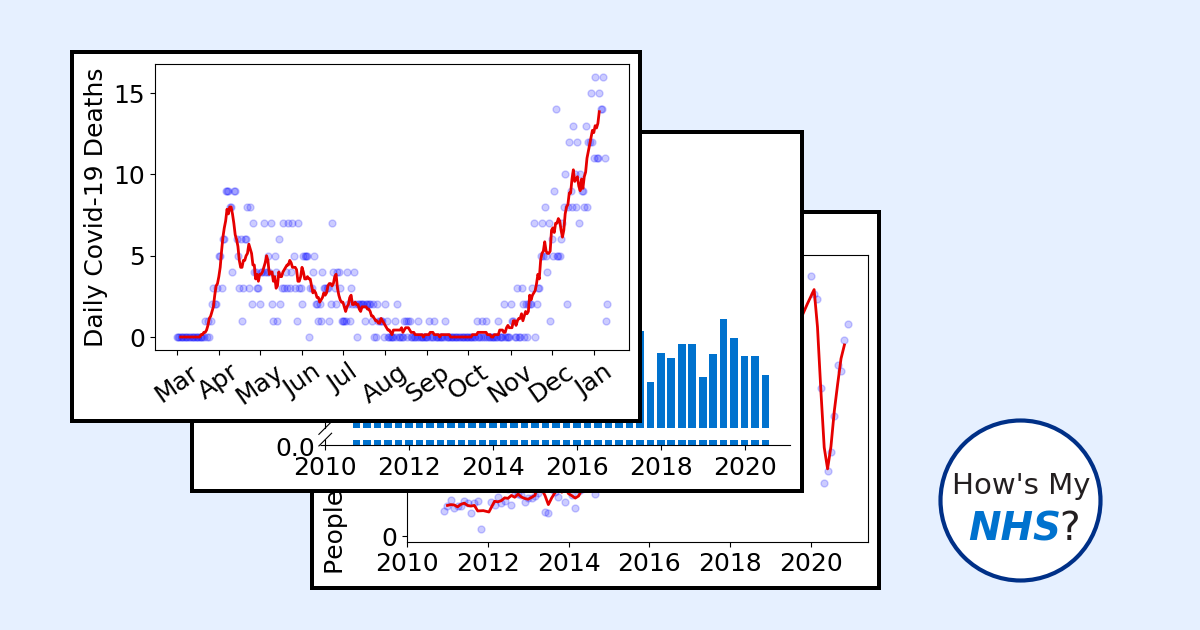 Daily Covid-19 Deaths
15
10
5
0
Mar Apr May Jun Jul Aug Sep Oct Nov Dec Jan
0.0
2010 2012 2014 2016 2018 2020
People
0
2010 2012 2014 2016 2018 2020
How's My
NHS?